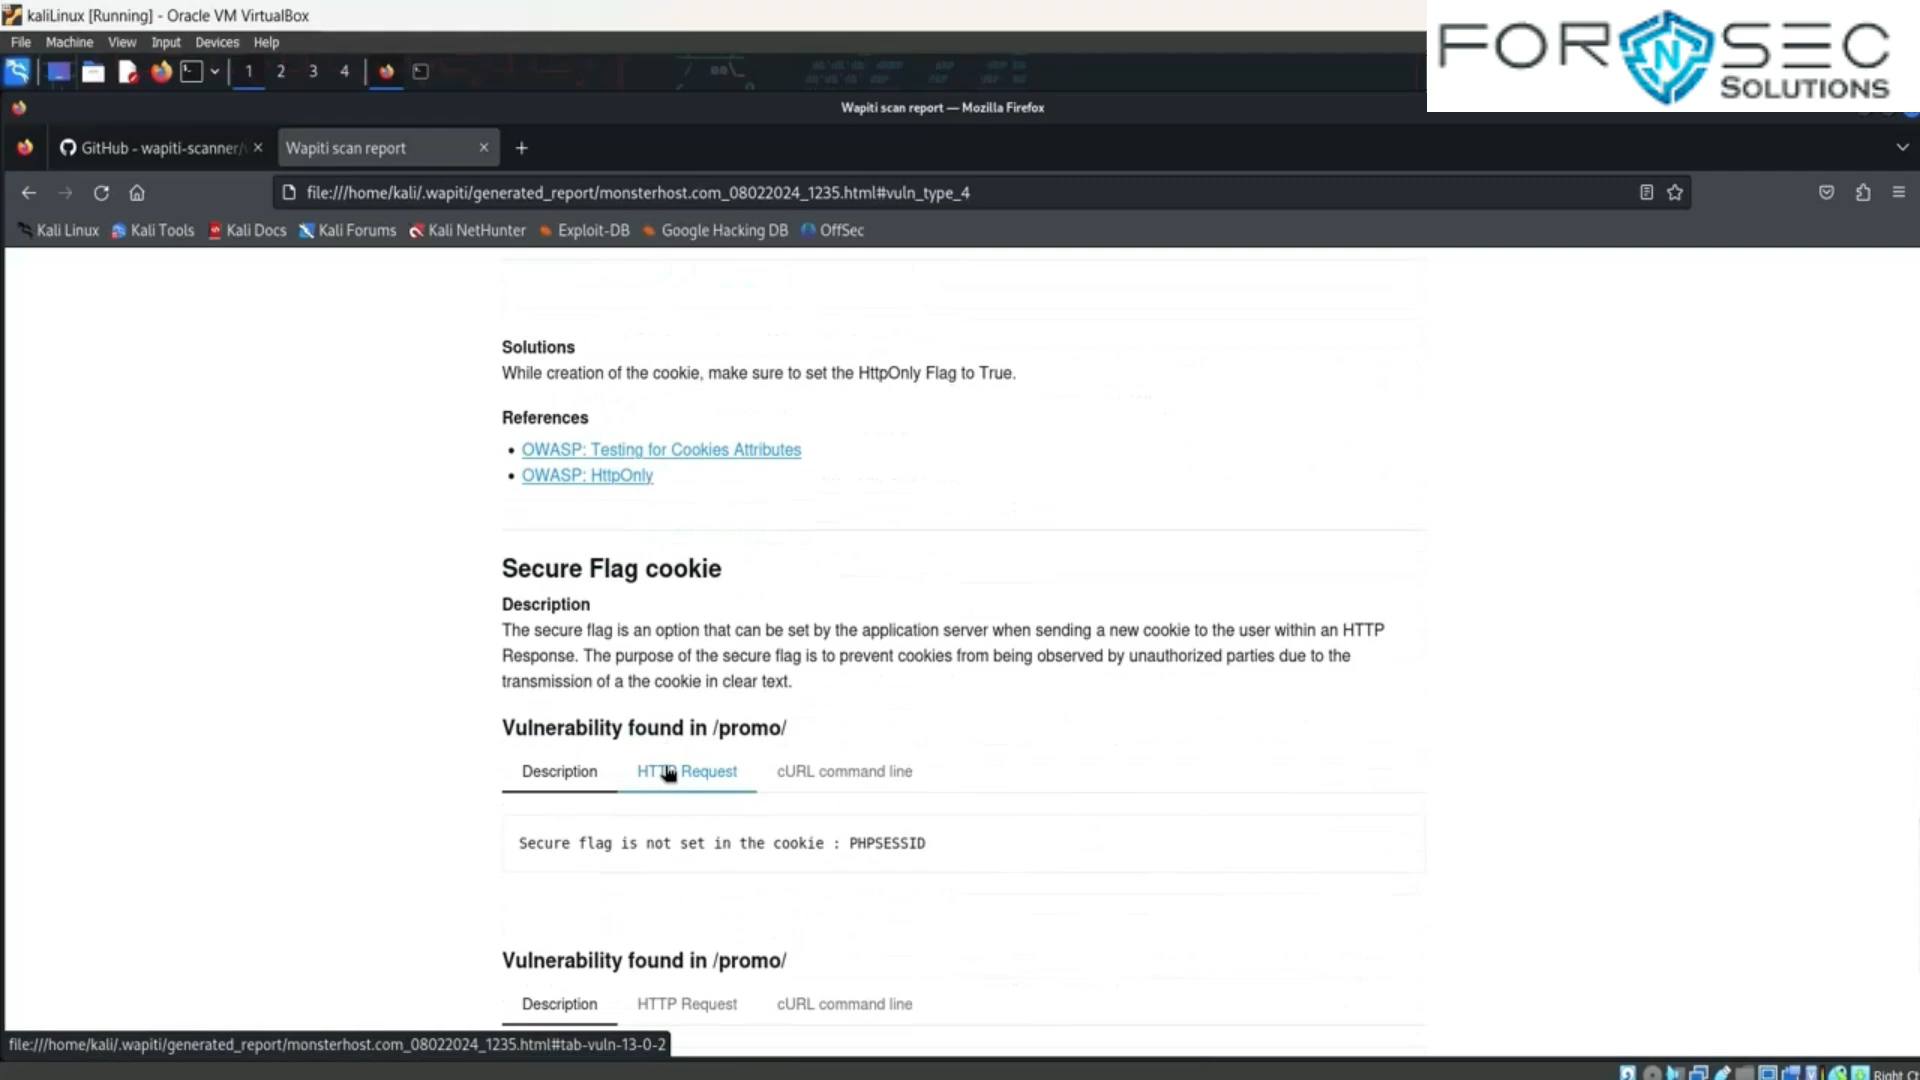 kaliLinux [Running] - Oracle VM VirtualBox
File Machine View Input Devices Help
FORNSEC
SOLUTIONS
1 2 3 4
Wapiti scan report — Mozilla Firefox
GitHub - wapiti-scanner/
Wapiti scan report
file:///home/kali/.wapiti/generated_report/monsterhost.com_08022024_1235.html#vuln_type_4
Kali Linux Kali Tools Kali Docs Kali Forums Kali NetHunter Exploit-DB Google Hacking DB OffSec
Solutions
While creation of the cookie, make sure to set the HttpOnly Flag to True.
References
• OWASP: Testing for Cookies Attributes
• OWASP: HttpOnly
Secure Flag cookie
Description
The secure flag is an option that can be set by the application server when sending a new cookie to the user within an HTTP
Response. The purpose of the secure flag is to prevent cookies from being observed by unauthorized parties due to the
transmission of a the cookie in clear text.
Vulnerability found in /promo/
Description HTTP Request cURL command line
Secure flag is not set in the cookie : PHPSESSID
Vulnerability found in /promo/
Description HTTP Request cURL command line
file:///home/kali/.wapiti/generated_report/monsterhost.com_08022024_1235.html#tab-vuln-13-0-2
Right